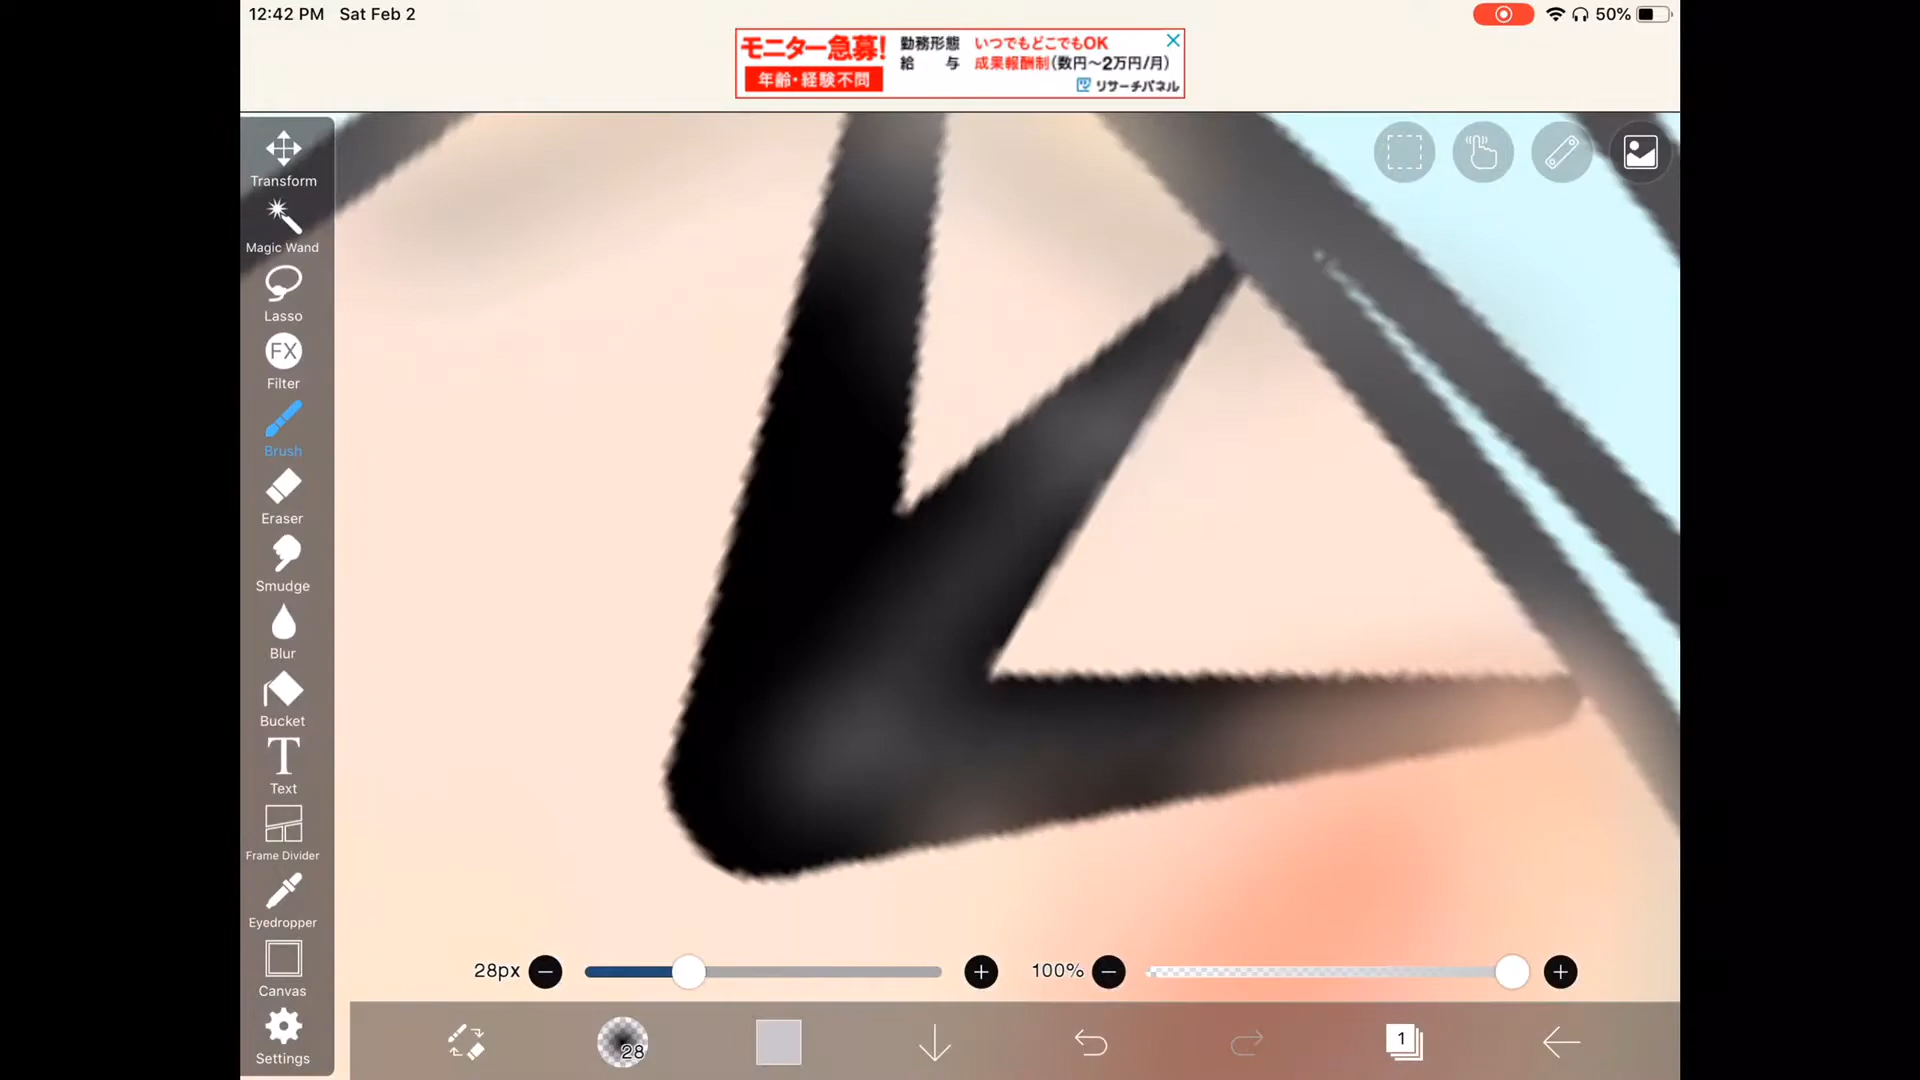 12:42 PM Sat Feb 2
50%
モニター急募!
年齢・経験不問
勤務形態 いつでもどこでもOK
給 与 成果報酬制(数円〜2万円/月)
リサーチパネル
Transform
Magic Wand
Lasso
FX
Filter
Brush
Eraser
Smudge
Blur
Bucket
T
Text
Frame Divider
Eyedropper
Canvas
Settings
28px
100%
28
1